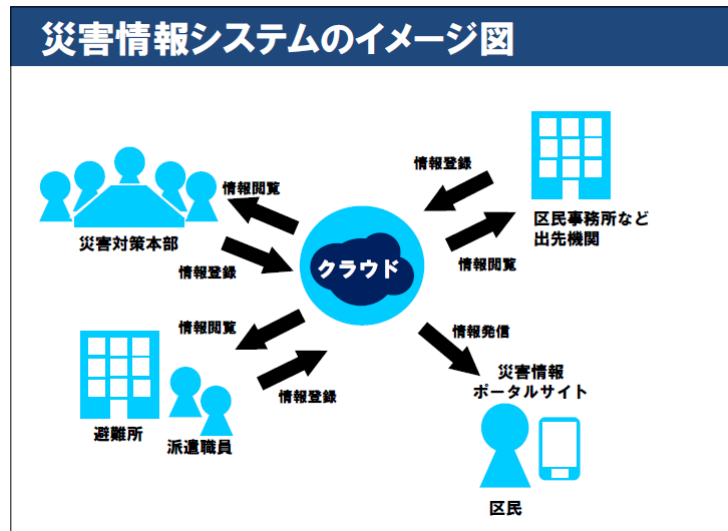 災害情報システムのイメージ図
情報登録
情報閲覧
区民事務所など
出先機関
災害対策本部
情報閲覧
情報登録
クラウド
情報閲覧
情報登録
避難所
派遣職員
情報発信
災害情報
ポータルサイト
区民